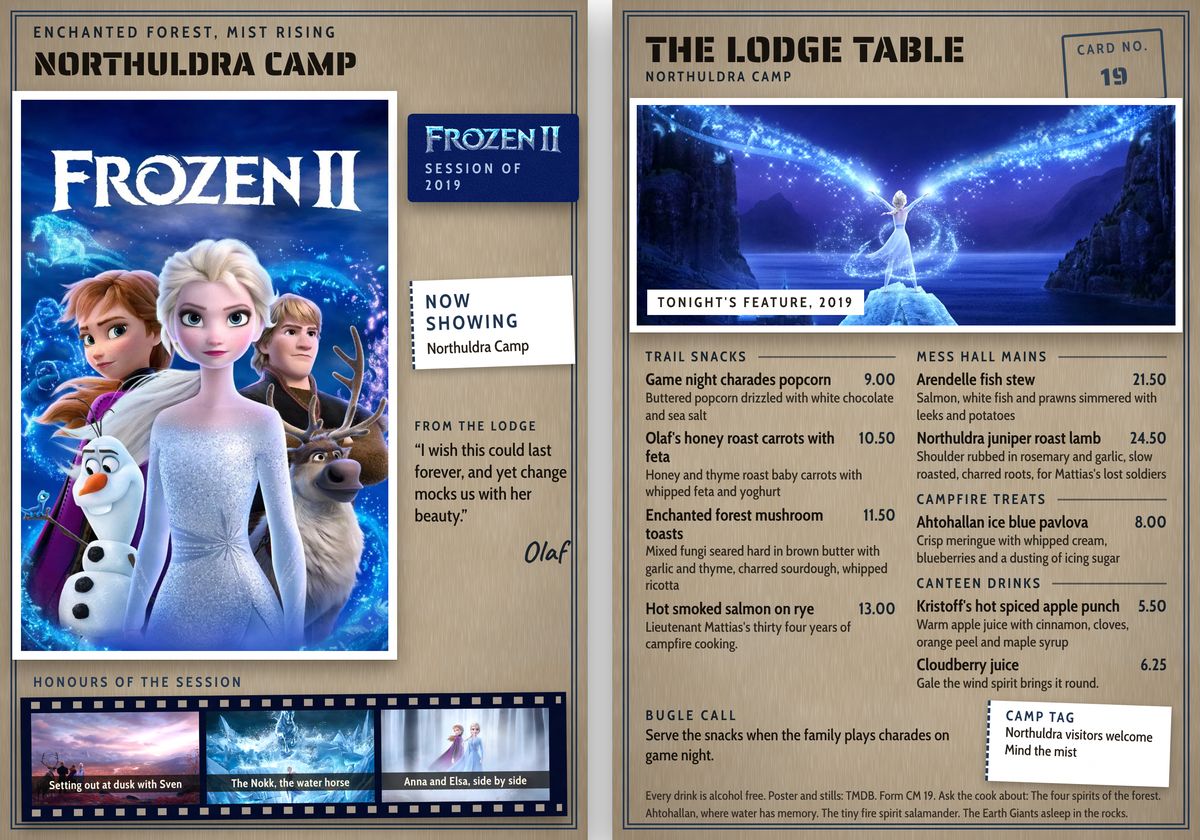 ENCHANTED FOREST, MIST RISING
NORTHULDRA CAMP
FROZEN II
FROZEN II
SESSION OF
2019
NOW
SHOWING
Northuldra Camp
FROM THE LODGE
“I wish this could last
forever, and yet change
mocks us with her
beauty.”
Olaf
HONOURS OF THE SESSION
Setting out at dusk with Sven
The Nokk, the water horse
Anna and Elsa, side by side
THE LODGE TABLE
NORTHULDRA CAMP
CARD NO.
19
TONIGHT'S FEATURE, 2019
TRAIL SNACKS
Game night charades popcorn 9.00
Buttered popcorn drizzled with white chocolate
and sea salt
Olaf's honey roast carrots with 10.50
feta
Honey and thyme roast baby carrots with
whipped feta and yoghurt
Enchanted forest mushroom 11.50
toasts
Mixed fungi seared hard in brown butter with
garlic and thyme, charred sourdough, whipped
ricotta
Hot smoked salmon on rye 13.00
Lieutenant Mattias's thirty four years of
campfire cooking.
MESS HALL MAINS
Arendelle fish stew 21.50
Salmon, white fish and prawns simmered with
leeks and potatoes
Northuldra juniper roast lamb 24.50
Shoulder rubbed in rosemary and garlic, slow
roasted, charred roots, for Mattias's lost soldiers
CAMPFIRE TREATS
Ahtohallan ice blue pavlova 8.00
Crisp meringue with whipped cream,
blueberries and a dusting of icing sugar
CANTEEN DRINKS
Kristoff's hot spiced apple punch 5.50
Warm apple juice with cinnamon, cloves,
orange peel and maple syrup
Cloudberry juice 6.25
Gale the wind spirit brings it round.
BUGLE CALL
Serve the snacks when the family plays charades on
game night.
CAMP TAG
Northuldra visitors welcome
Mind the mist
Every drink is alcohol free. Poster and stills: TMDB. Form CM 19. Ask the cook about: The four spirits of the forest.
Ahtohallan, where water has memory. The tiny fire spirit salamander. The Earth Giants asleep in the rocks.